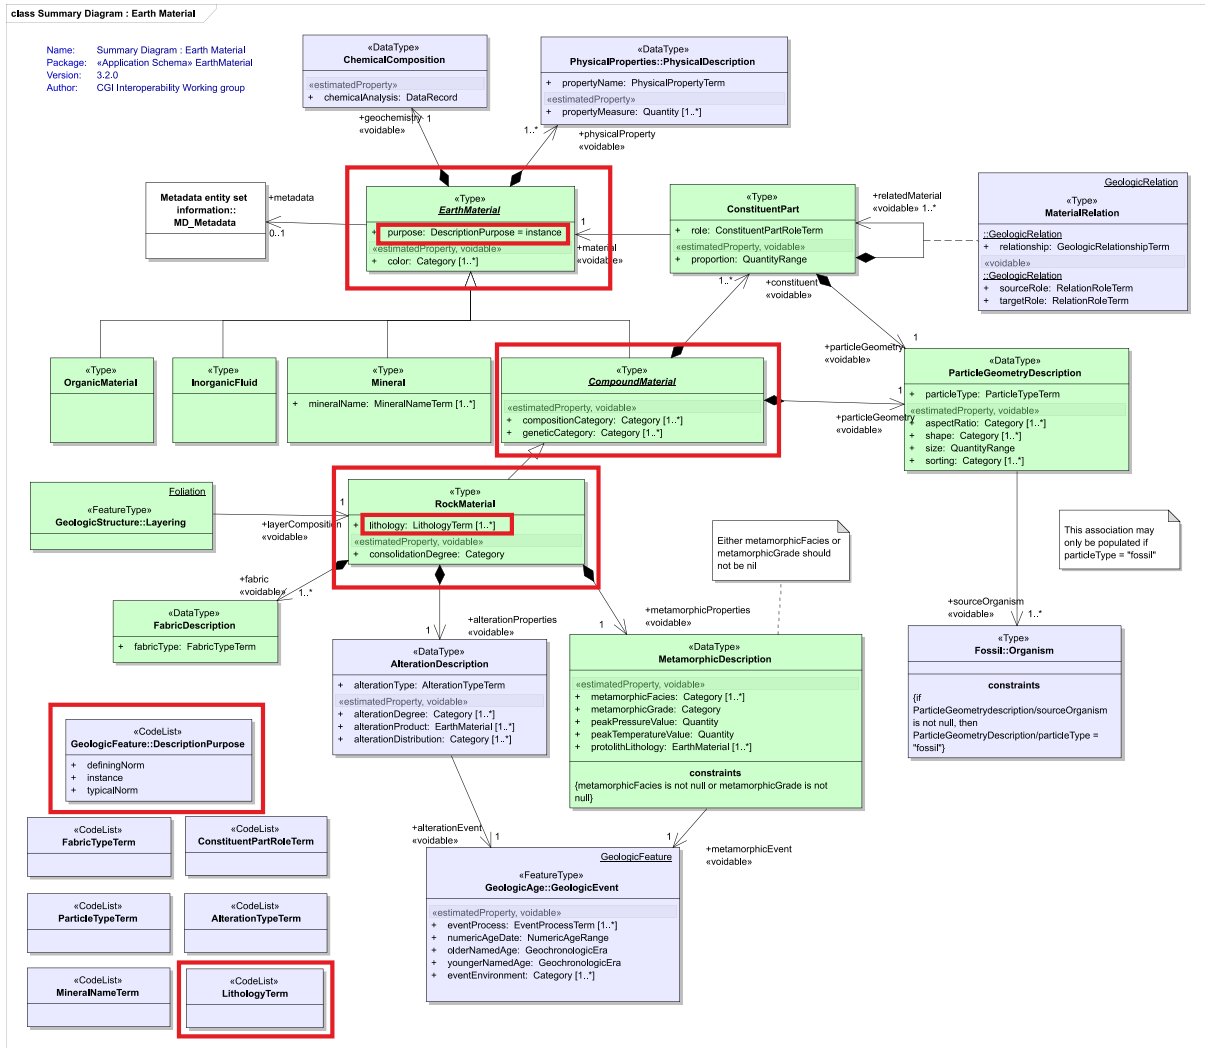 class Summary Diagram : Earth Material
Name: Summary Diagram : Earth Material
Package: «Application Schema» EarthMaterial
Version: 3.2.0
Author: CGI Interoperability Working group
«DataType»
ChemicalComposition
«estimatedProperty»
+ chemicalAnalysis: DataRecord
«DataType»
PhysicalProperties::PhysicalDescription
+ propertyName: PhysicalPropertyTerm
«estimatedProperty»
+ propertyMeasure: Quantity [1..*]
+geochemistry 1
«voidable»
1..*
+physicalProperty
«voidable»
Metadata entity set
information::
MD_Metadata
+metadata
0..1
«Type»
EarthMaterial
+ purpose: DescriptionPurpose = instance
«estimatedProperty, voidable»
+ color: Category [1..*]
1
+material
«voidable»
«Type»
ConstituentPart
+ role: ConstituentPartRoleTerm
«estimatedProperty, voidable»
+ proportion: QuantityRange
+relatedMaterial
«voidable» 1..*
GeologicRelation
«Type»
MaterialRelation
::GeologicRelation
+ relationship: GeologicRelationshipTerm
«voidable»
::GeologicRelation
+ sourceRole: RelationRoleTerm
+ targetRole: RelationRoleTerm
1..*
+constituent
«voidable»
«Type»
OrganicMaterial
«Type»
InorganicFluid
«Type»
Mineral
+ mineralName: MineralNameTerm [1..*]
«Type»
CompoundMaterial
«estimatedProperty, voidable»
+ compositionCategory: Category [1..*]
+ geneticCategory: Category [1..*]
+particleGeometry
«voidable»
1
1
+particleGeometry
«voidable»
«DataType»
ParticleGeometryDescription
+ particleType: ParticleTypeTerm
«estimatedProperty, voidable»
+ aspectRatio: Category [1..*]
+ shape: Category [1..*]
+ size: QuantityRange
+ sorting: Category [1..*]
Foliation
«FeatureType»
GeologicStructure::Layering
1
+layerComposition
«voidable»
«Type»
RockMaterial
+ lithology: LithologyTerm [1..*]
«estimatedProperty, voidable»
+ consolidationDegree: Category
Either metamorphicFacies or
metamorphicGrade should
not be nil
This association may
only be populated if
particleType = "fossil"
+fabric
«voidable»
1..*
«DataType»
FabricDescription
+ fabricType: FabricTypeTerm
1
+alterationProperties
«voidable»
1
+metamorphicProperties
«voidable»
+sourceOrganism
«voidable»
1..*
«DataType»
AlterationDescription
+ alterationType: AlterationTypeTerm
«estimatedProperty, voidable»
+ alterationDegree: Category [1..*]
+ alterationProduct: EarthMaterial [1..*]
+ alterationDistribution: Category [1..*]
«DataType»
MetamorphicDescription
«estimatedProperty, voidable»
+ metamorphicFacies: Category [1..*]
+ metamorphicGrade: Category
+ peakPressureValue: Quantity
+ peakTemperatureValue: Quantity
+ protolithLithology: EarthMaterial [1..*]
constraints
{metamorphicFacies is not null or metamorphicGrade is not
null}
«Type»
Fossil::Organism
constraints
{if
ParticleGeometrydescription/sourceOrganism
is not null, then
ParticleGeometryDescription/particleType =
"fossil"}
«CodeList»
GeologicFeature::DescriptionPurpose
+ definingNorm
+ instance
+ typicalNorm
«CodeList»
FabricTypeTerm
«CodeList»
ConstituentPartRoleTerm
«CodeList»
ParticleTypeTerm
«CodeList»
AlterationTypeTerm
«CodeList»
MineralNameTerm
«CodeList»
LithologyTerm
+alterationEvent
«voidable»
1
1
+metamorphicEvent
«voidable»
GeologicFeature
«FeatureType»
GeologicAge::GeologicEvent
«estimatedProperty, voidable»
+ eventProcess: EventProcessTerm [1..*]
+ numericAgeDate: NumericAgeRange
+ olderNamedAge: GeochronologicEra
+ youngerNamedAge: GeochronologicEra
+ eventEnvironment: Category [1..*]